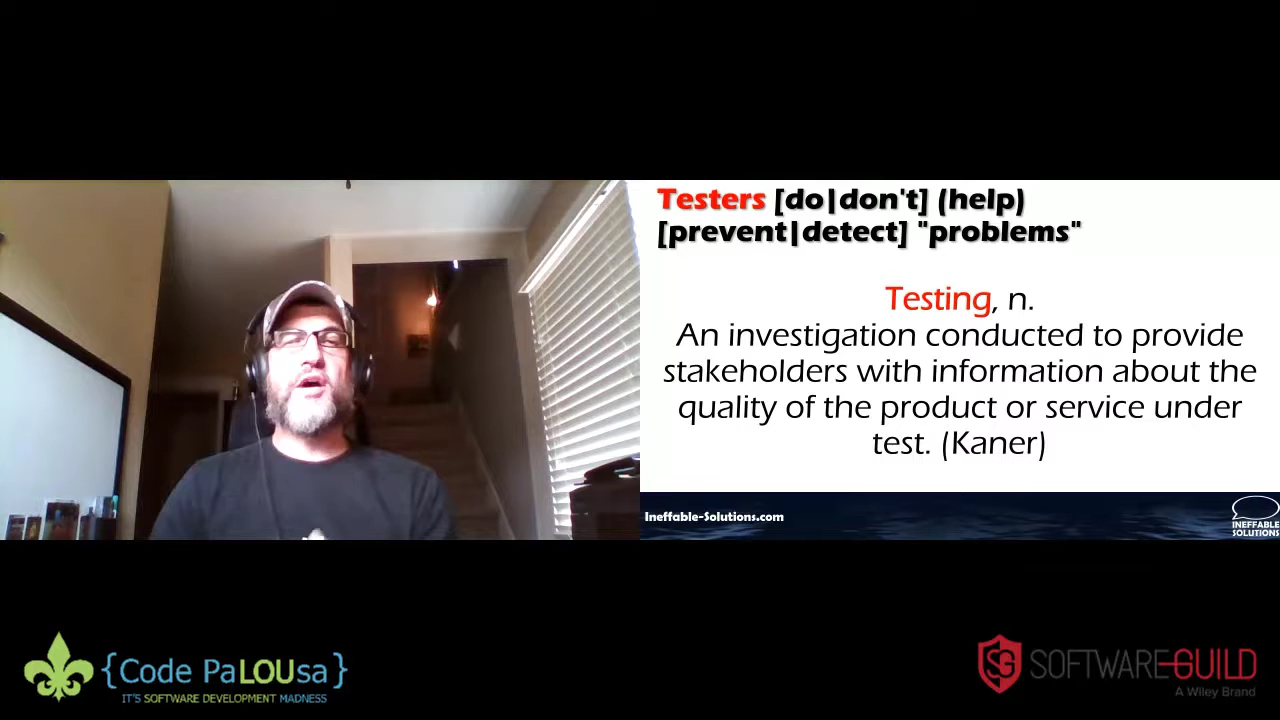 Testers [do|don't] (help)
[prevent|detect] "problems"
Testing, n.
An investigation conducted to provide
stakeholders with information about the
quality of the product or service under
test. (Kaner)
Ineffable-Solutions.com
INEFFABLE
SOLUTIONS
{Code PaLOUsa}
IT'S SOFTWARE DEVELOPMENT MADNESS
SG SOFTWARE GUILD
A Wiley Brand